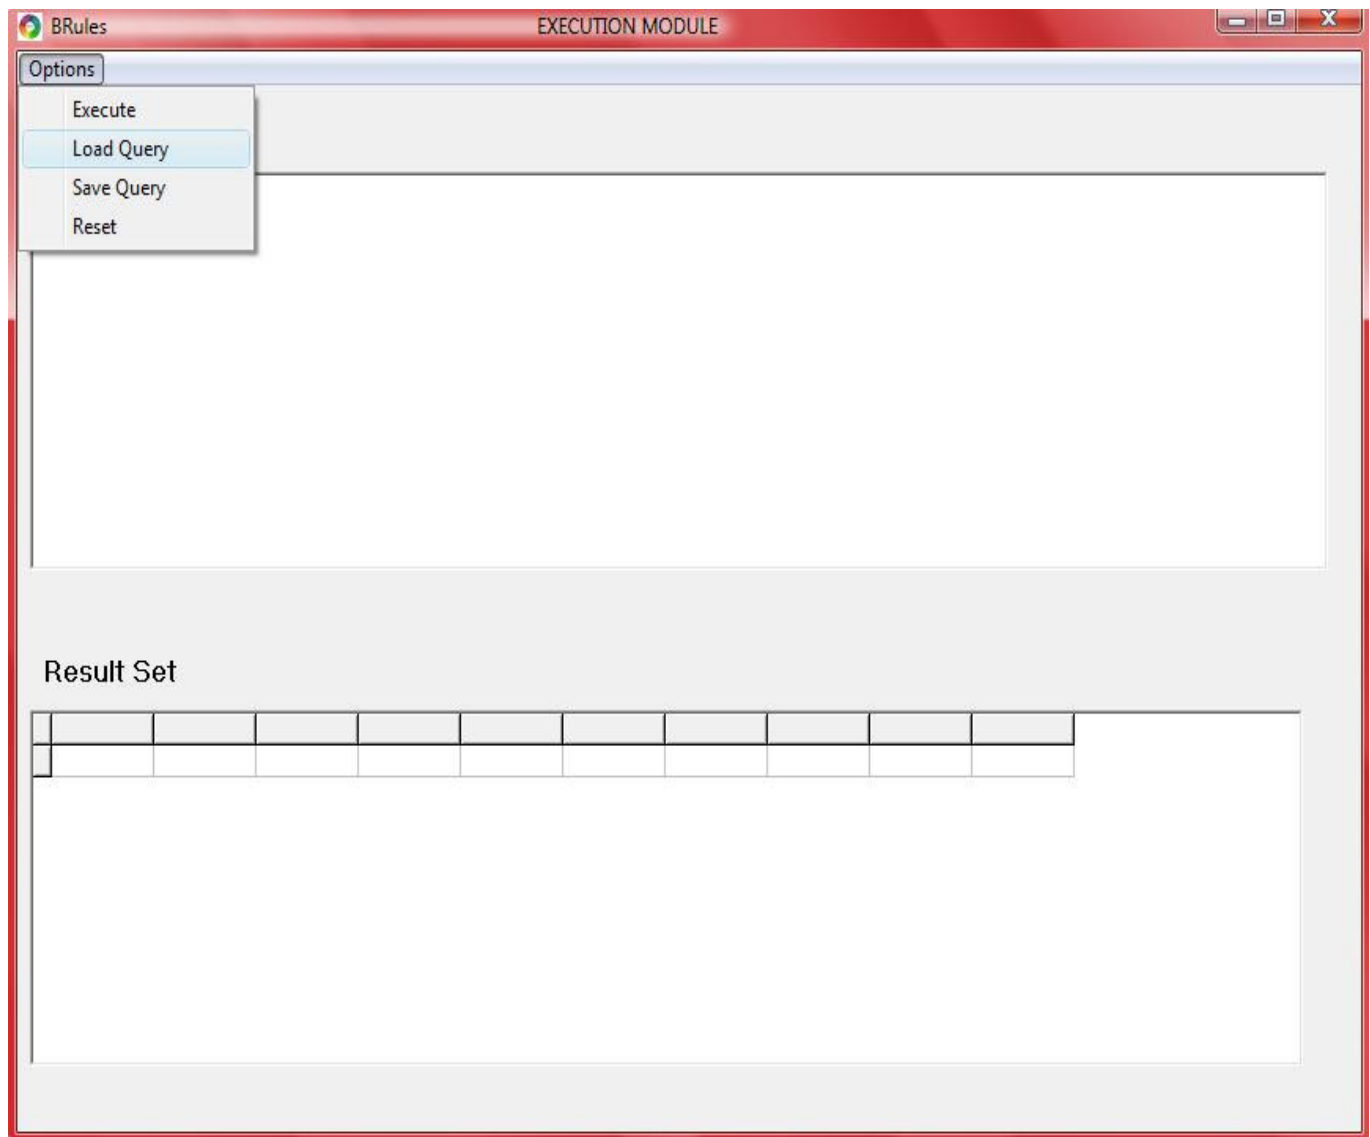 BRules EXECUTION MODULE
Options
Execute
Load Query
Save Query
Reset
Result Set